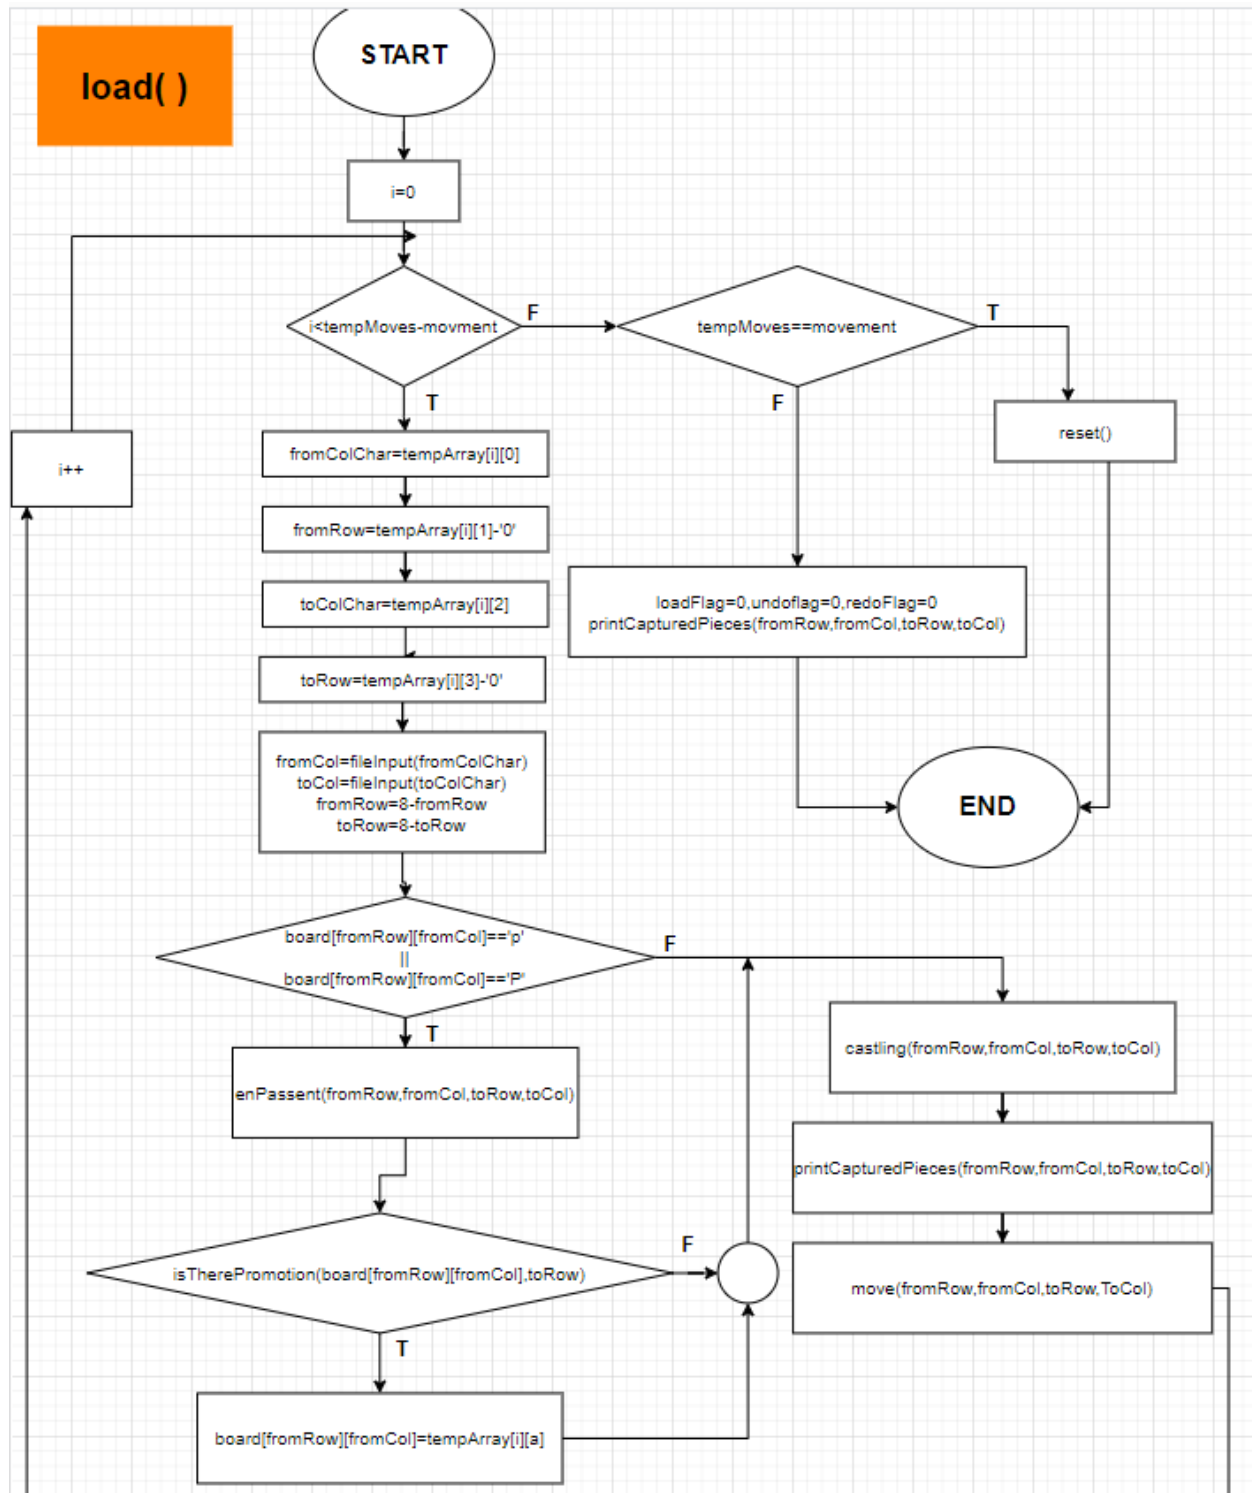 load( )
START
i=0
i<tempMoves-movment
F
T
tempMoves==movement
T
F
reset()
i++
fromColChar=tempArray[i][0]
fromRow=tempArray[i][1]-'0'
toColChar=tempArray[i][2]
toRow=tempArray[i][3]-'0'
loadFlag=0,undoflag=0,redoFlag=0
printCapturedPieces(fromRow,fromCol,toRow,toCol)
END
fromCol=fileInput(fromColChar)
toCol=fileInput(toColChar)
fromRow=8-fromRow
toRow=8-toRow
board[fromRow][fromCol]=='p'
||
board[fromRow][fromCol]=='P'
F
T
enPassent(fromRow,fromCol,toRow,toCol)
castling(fromRow,fromCol,toRow,toCol)
printCapturedPieces(fromRow,fromCol,toRow,toCol)
move(fromRow,fromCol,toRow,ToCol)
isTherePromotion(board[fromRow][fromCol],toRow)
F
T
board[fromRow][fromCol]=tempArray[i][a]